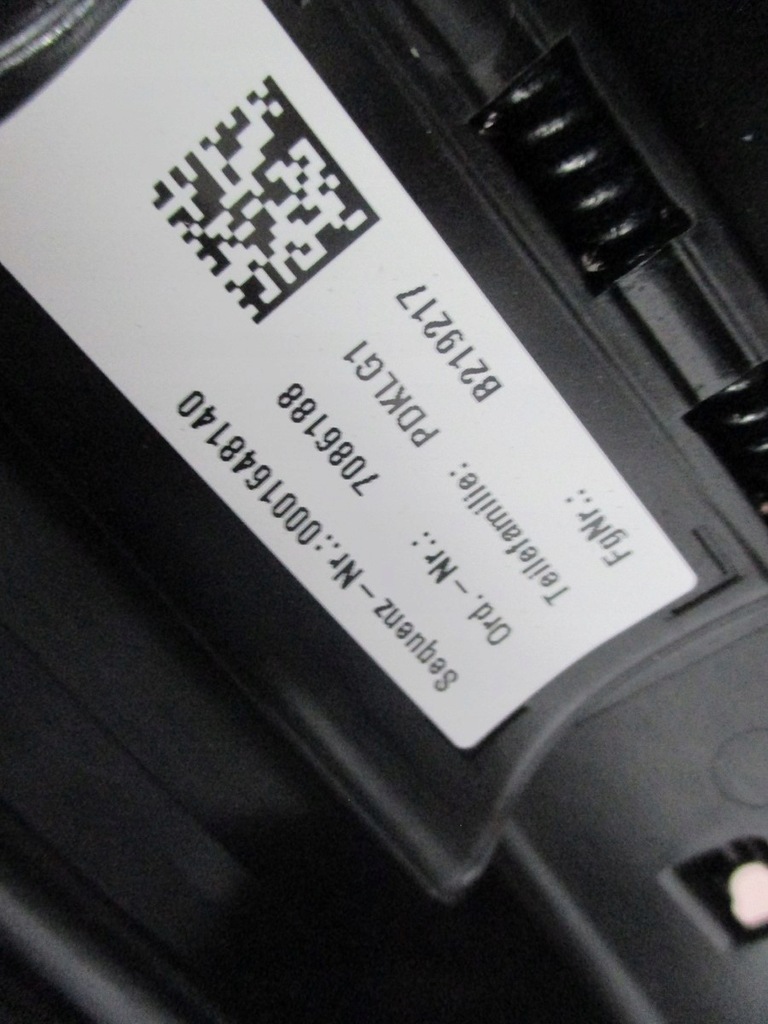 FgNr.: B219217
Teilefamilie: PDKLG1
Ord.-Nr.: 7086188
Sequenz-Nr.:0001648140